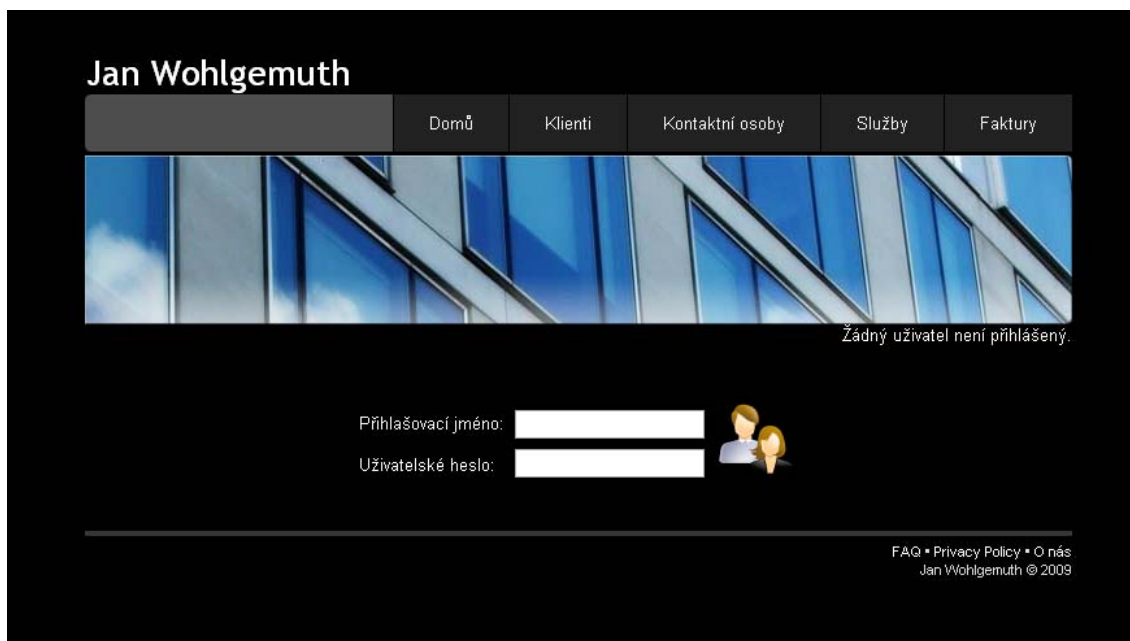 Jan Wohlgemuth
Domů Klienti Kontaktní osoby Služby Faktury
Žádný uživatel není přihlášený.
Přihlašovací jméno:
Uživatelské heslo:
FAQ ▪ Privacy Policy ▪ O nás
Jan Wohlgemuth © 2009